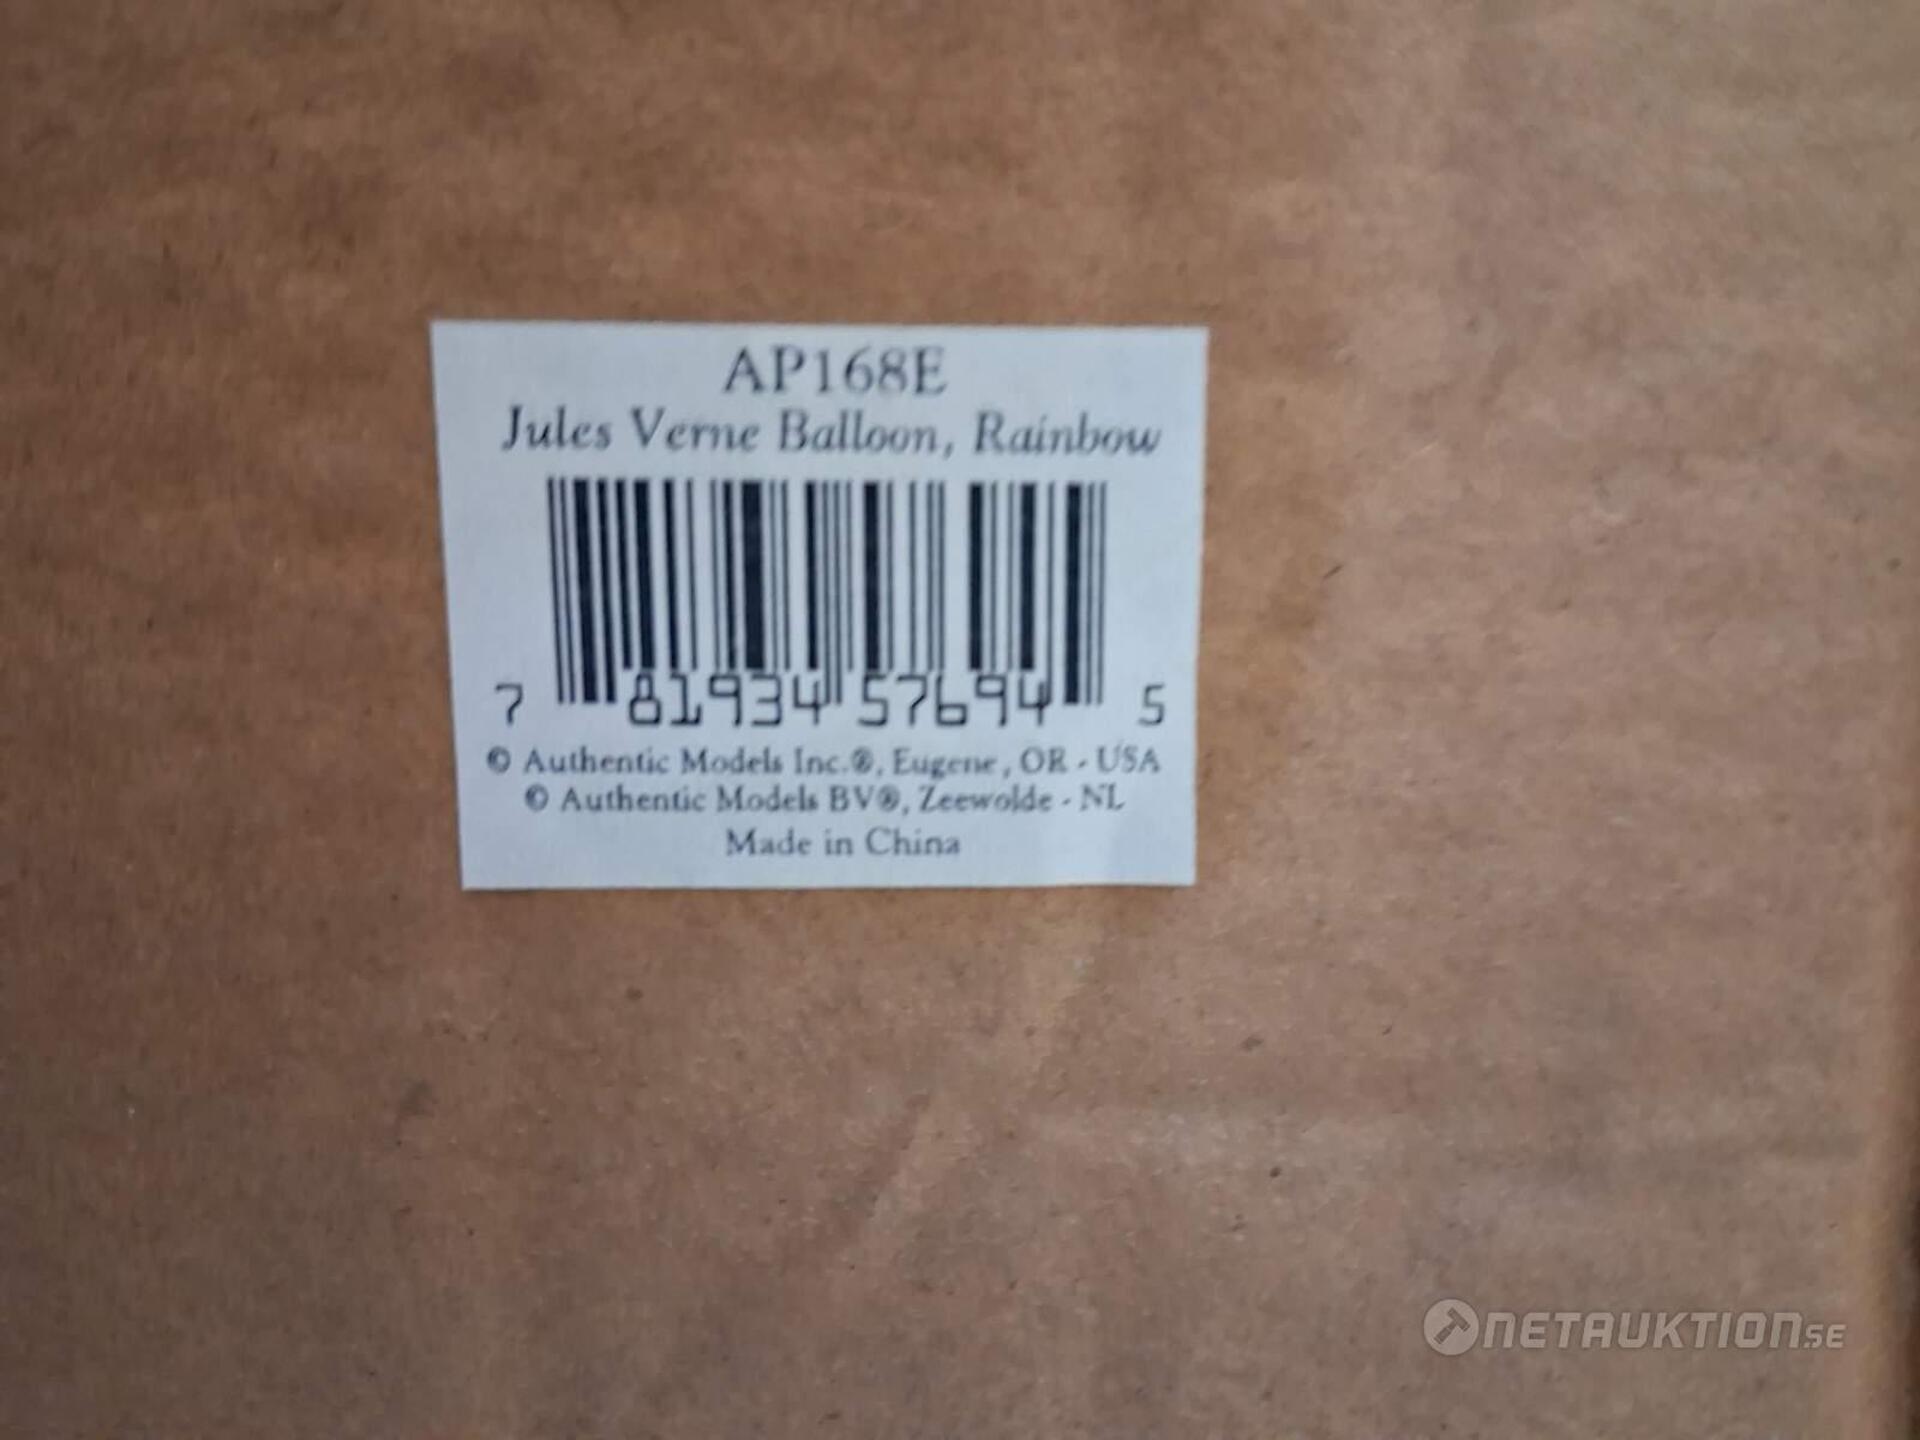 AP168E
Jules Verne Balloon, Rainbow
7 81934 57694 5
© Authentic Models Inc.®, Eugene, OR - USA
© Authentic Models BV®, Zeewolde - NL
Made in China
NETAUKTION.SE